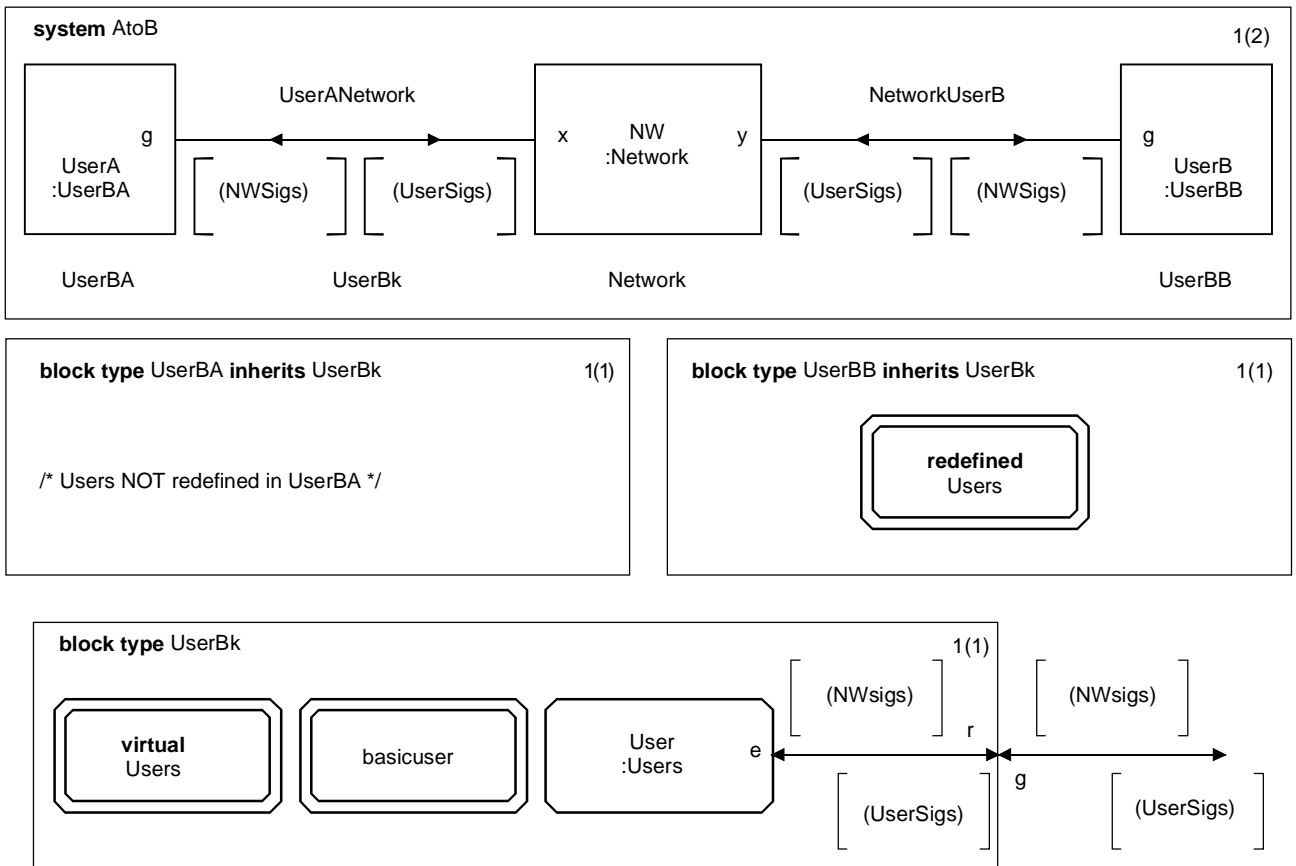 system AtoB
1(2)
UserANetwork
NetworkUserB
g
x
NW
:Network
y
g
UserA
:UserBA
(NWSigs)
(UserSigs)
(UserSigs)
(NWSigs)
UserB
:UserBB
UserBA
UserBk
Network
UserBB
block type UserBA inherits UserBk
1(1)
/* Users NOT redefined in UserBA */
block type UserBB inherits UserBk
1(1)
redefined
Users
block type UserBk
1(1)
virtual
Users
basicuser
User
:Users
e
(NWsigs)
r
(UserSigs)
(NWsigs)
g
(UserSigs)